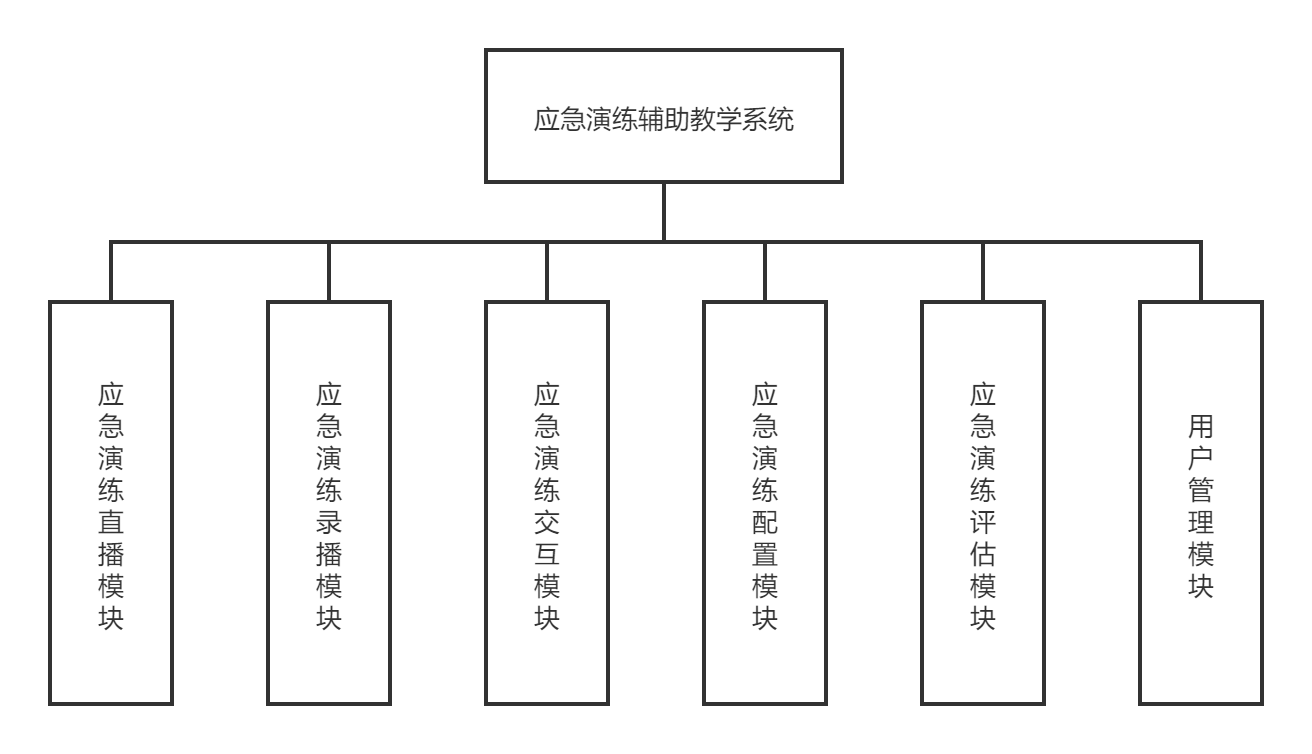 应急演练辅助教学系统
应急演练直播模块
应急演练录播模块
应急演练交互模块
应急演练配置模块
应急演练评估模块
用户管理模块